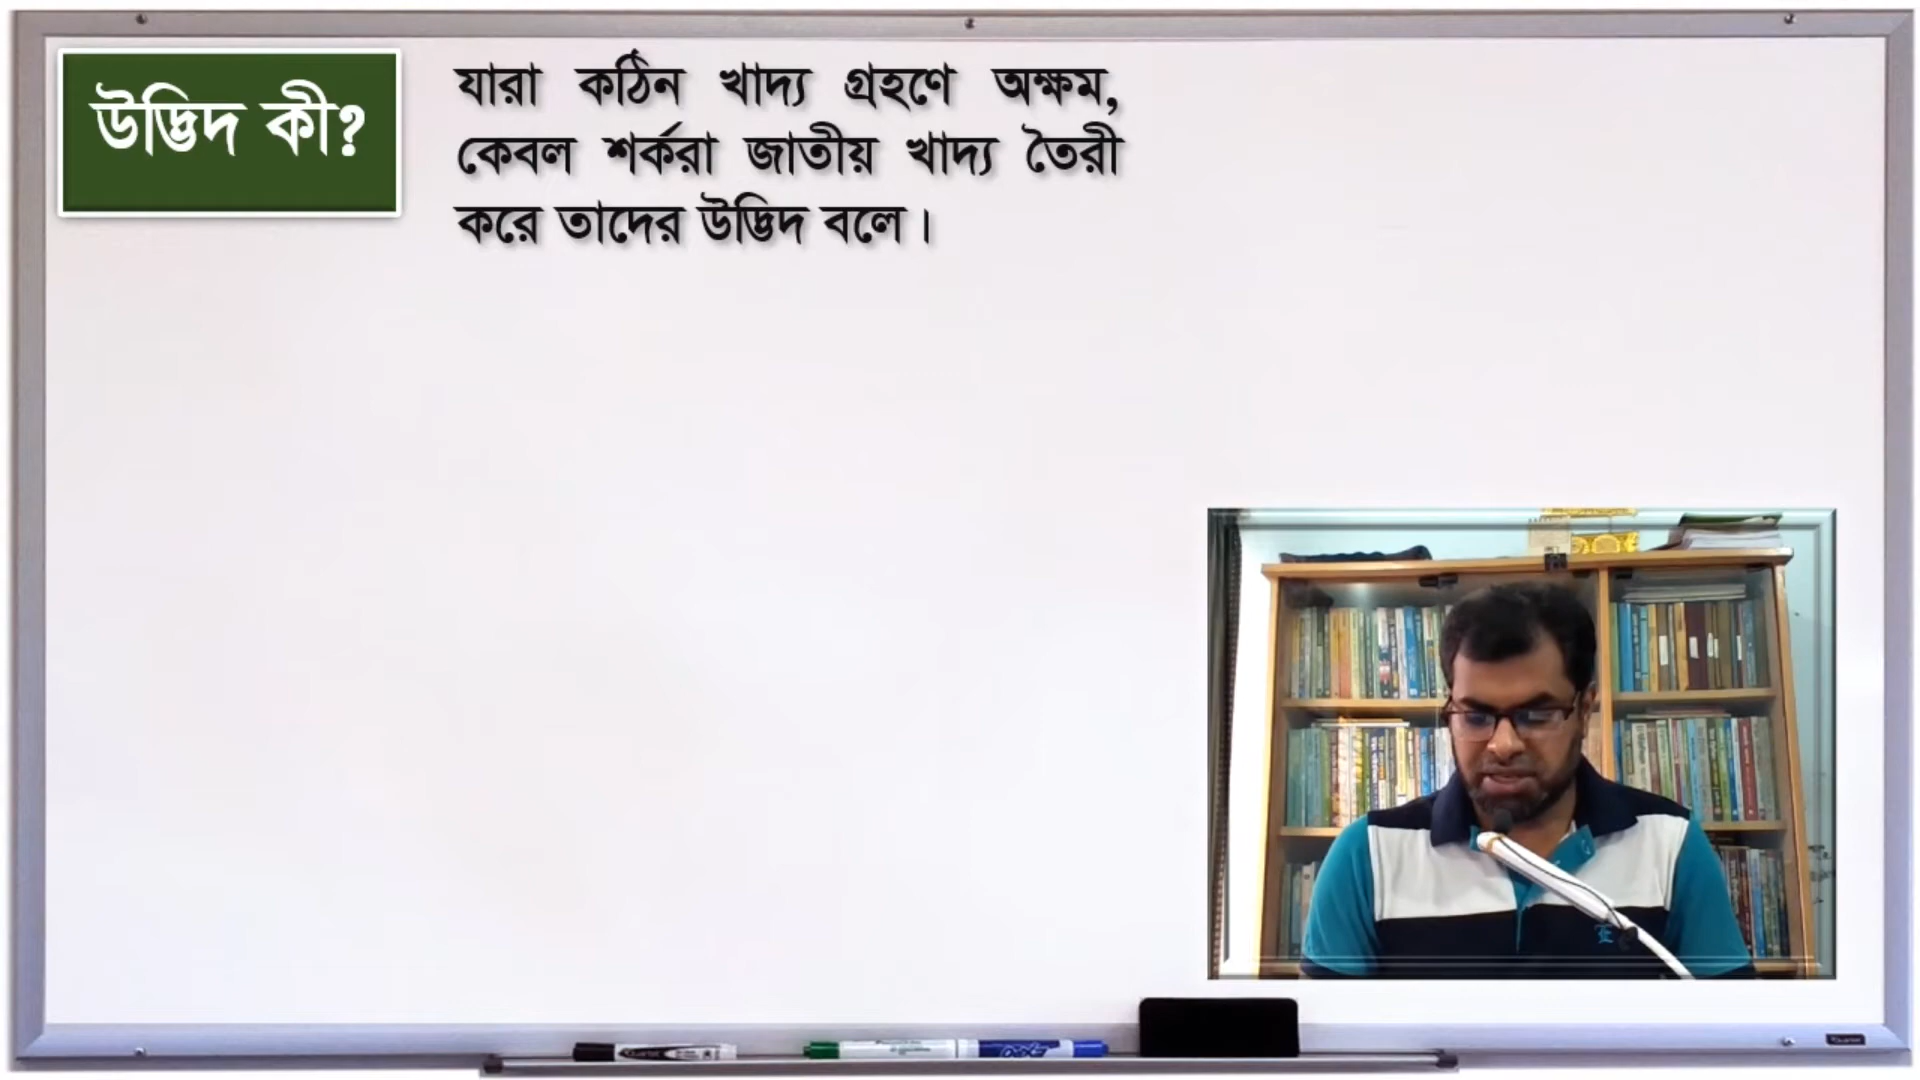 উদ্ভিদ কী?
যারা কঠিন খাদ্য গ্রহণে অক্ষম,
কেবল শর্করা জাতীয় খাদ্য তৈরী
করে তাদের উদ্ভিদ বলে।